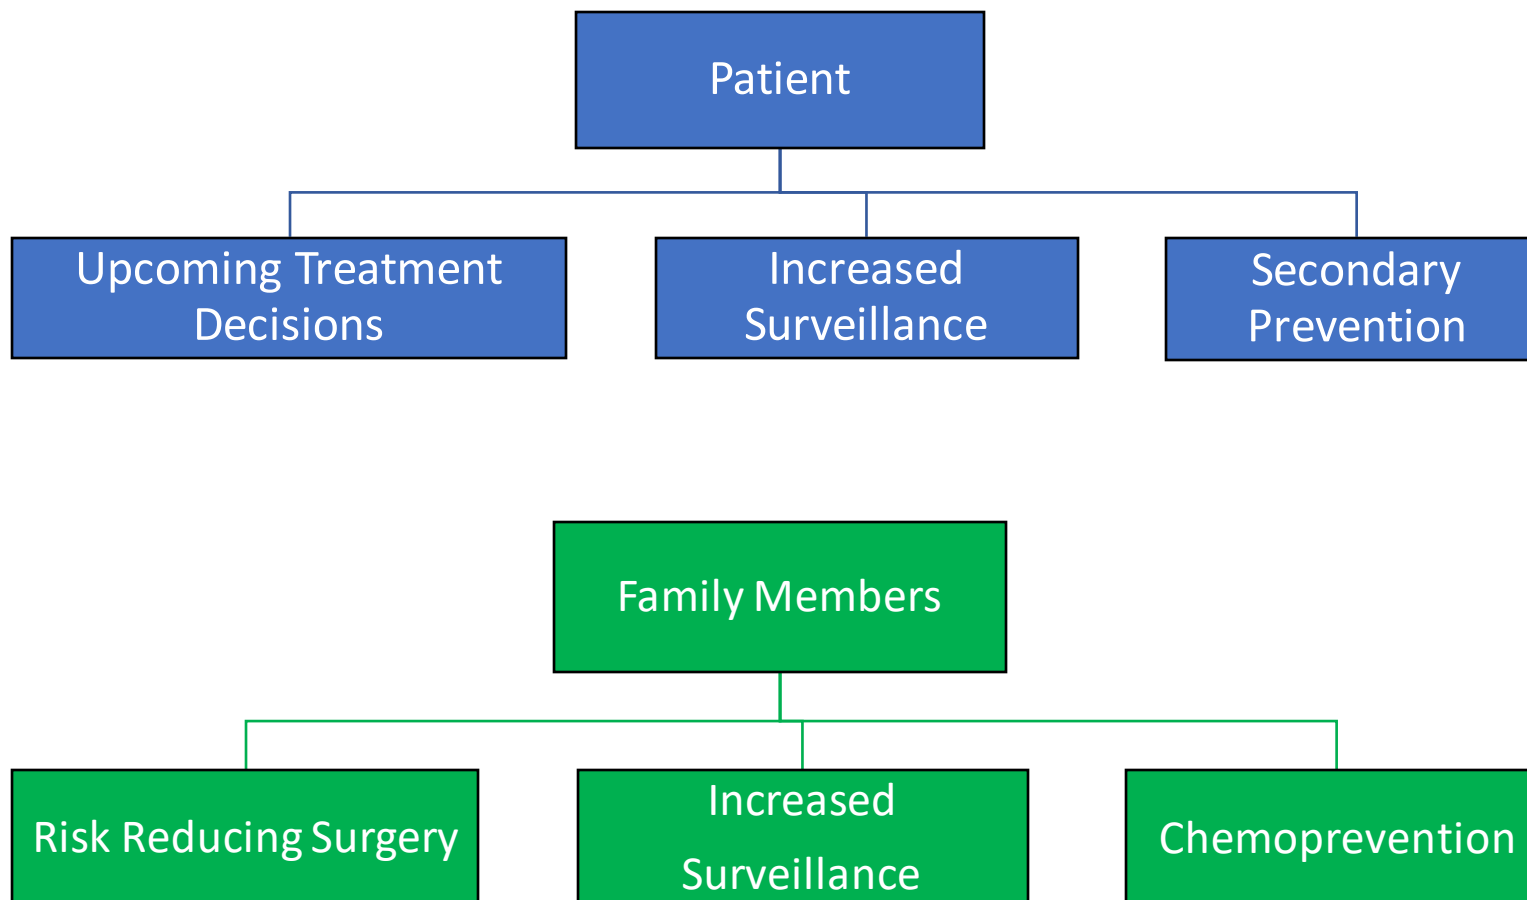 Patient
Upcoming Treatment
Decisions
Increased
Surveillance
Secondary
Prevention
Family Members
Risk Reducing Surgery
Increased
Surveillance
Chemoprevention